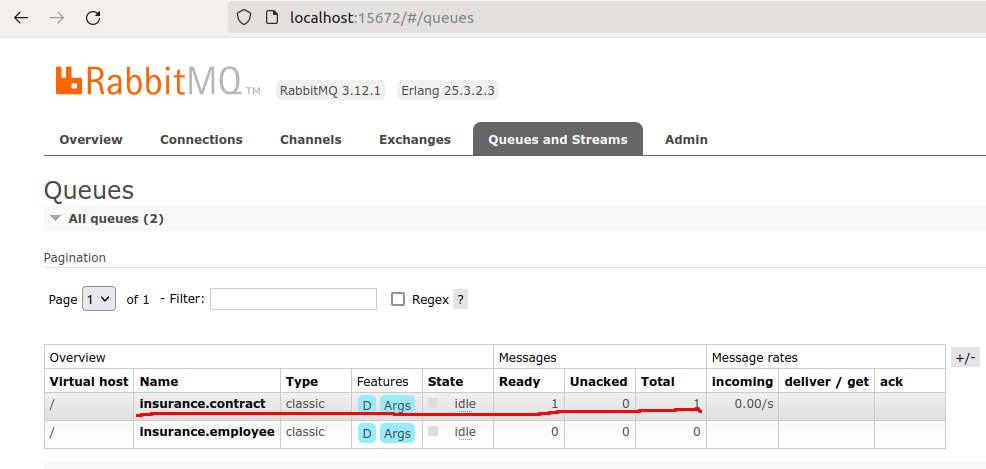 localhost:15672/#/queues
RabbitMQ TM RabbitMQ 3.12.1 Erlang 25.3.2.3
Overview Connections Channels Exchanges Queues and Streams Admin
Queues
All queues (2)
Pagination
Page 1 of 1 - Filter: Regex ?
Overview Messages Message rates +/-
Virtual host Name Type Features State Ready Unacked Total incoming deliver / get ack
/ insurance.contract classic D Args idle 1 0 1 0.00/s
/ insurance.employee classic D Args idle 0 0 0